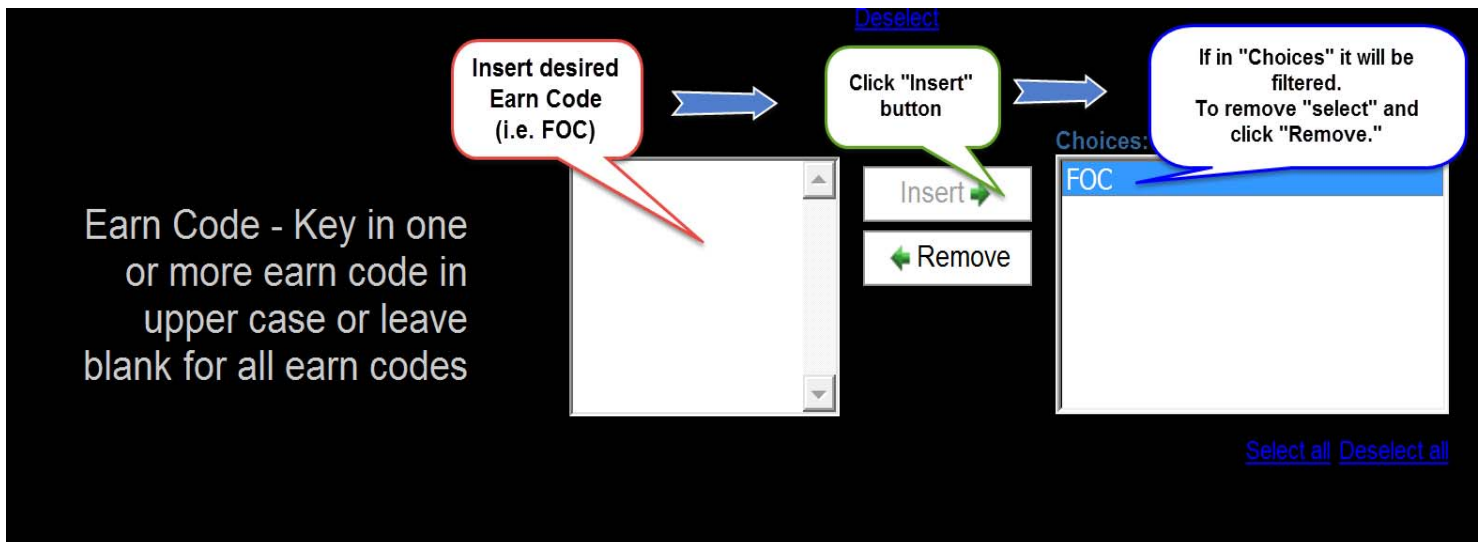 Deselect
Insert desired
Earn Code
(i.e. FOC)
Click "Insert"
button
If in "Choices" it will be
filtered.
To remove "select" and
click "Remove."
Choices:
Insert
FOC
Remove
Earn Code - Key in one
or more earn code in
upper case or leave
blank for all earn codes
Select all Deselect all